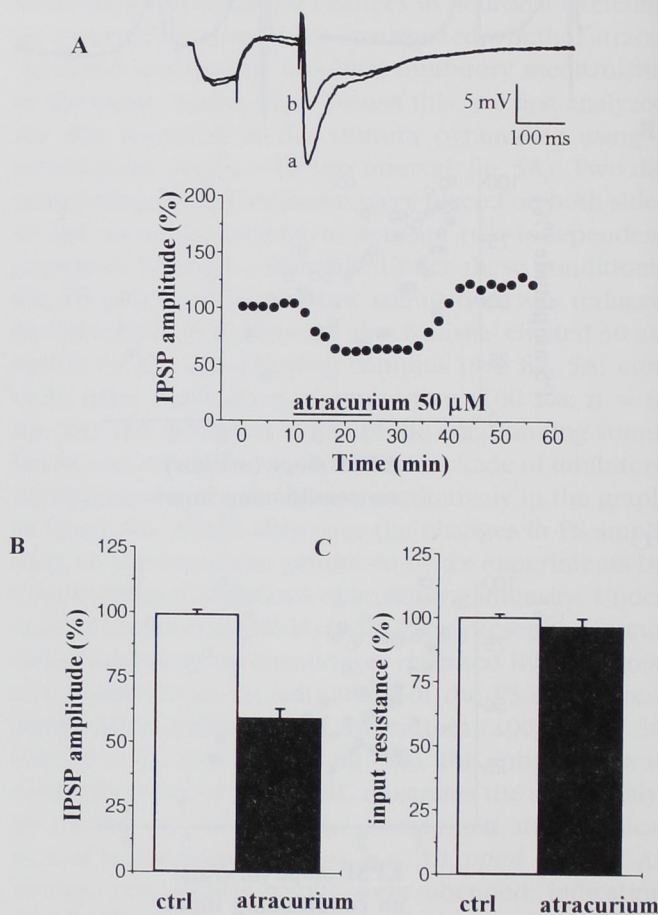 A
b
a
5 mV
100 ms
IPSP amplitude (%)
200
150
100
50
0
atracurium 50 µM
0 10 20 30 40 50 60
Time (min)
B
IPSP amplitude (%)
125
100
75
50
25
0
ctrl atracurium
C
input resistance (%)
125
100
75
50
25
0
ctrl atracurium